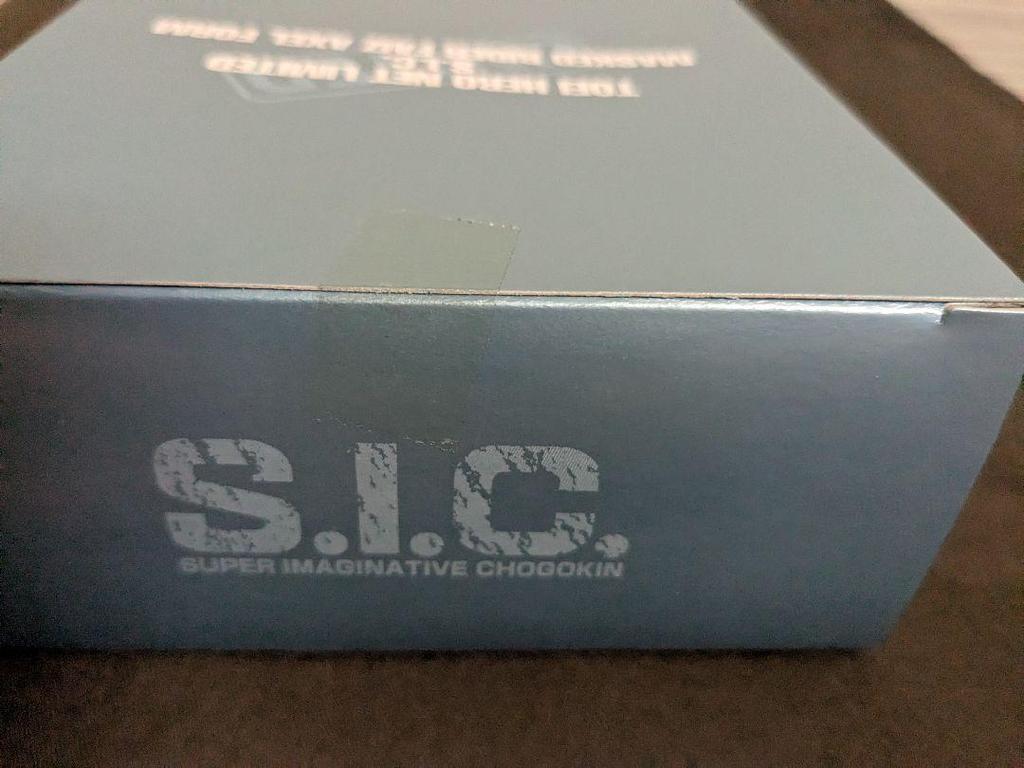 TOEI HERO NET LIMITED
S.I.C.
MASKED RIDER FAIZ AXEL FORM
S.I.C.
SUPER IMAGINATIVE CHOGOKIN